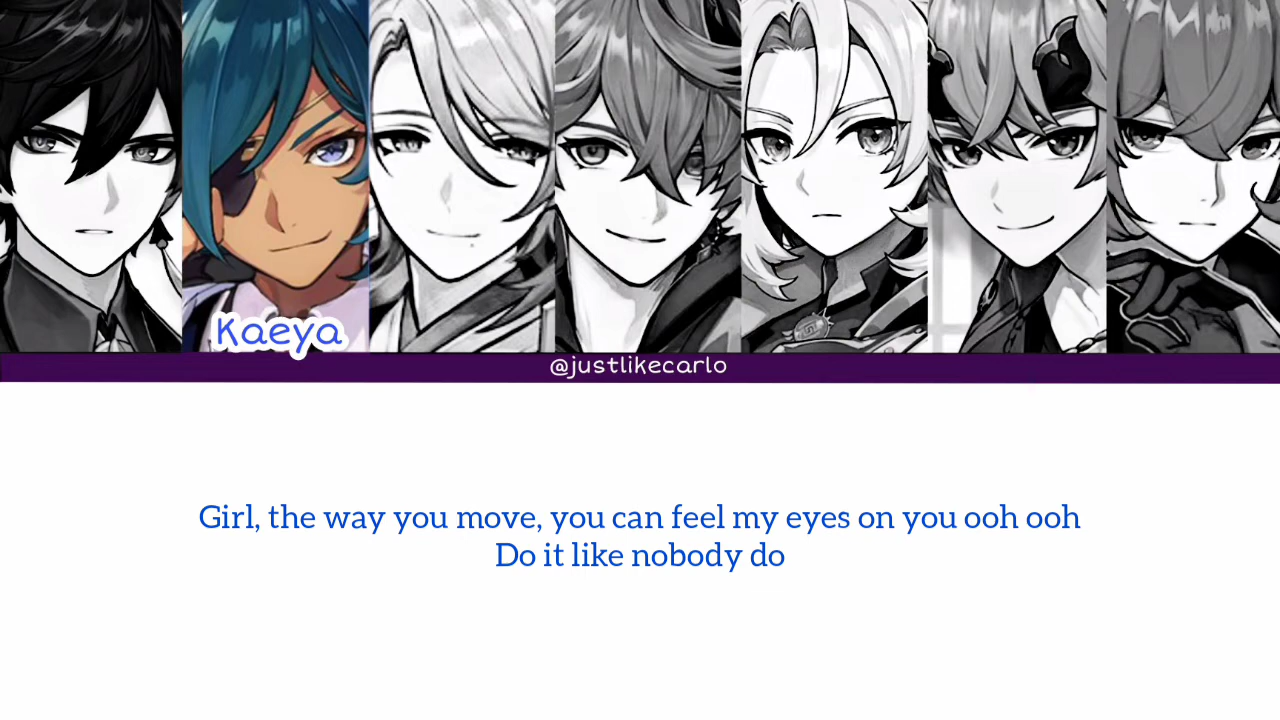 Kaeya
@justlikecarlo
Girl, the way you move, you can feel my eyes on you ooh ooh
Do it like nobody do